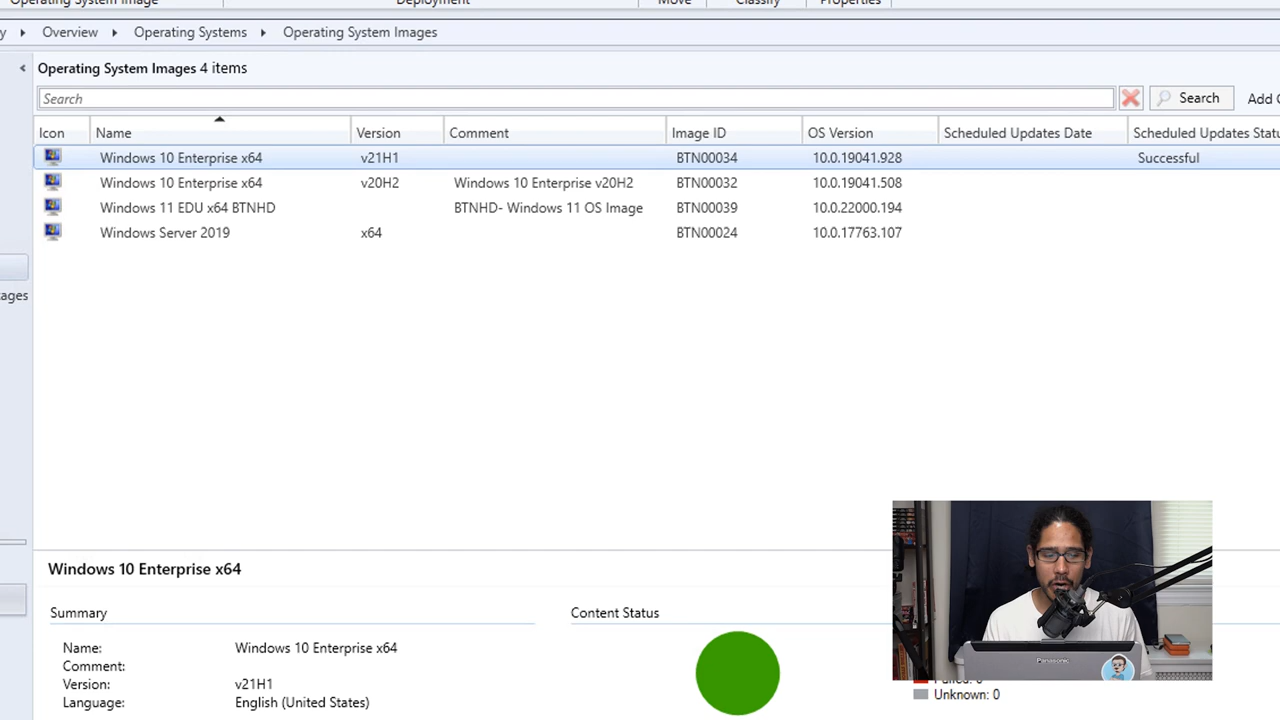 Operating System Image Deployment Move Classify Properties
y Overview Operating Systems Operating System Images
Operating System Images 4 items
Search Search Add C
Icon Name Version Comment Image ID OS Version Scheduled Updates Date Scheduled Updates Statu
Windows 10 Enterprise x64 v21H1 BTN00034 10.0.19041.928 Successful
Windows 10 Enterprise x64 v20H2 Windows 10 Enterprise v20H2 BTN00032 10.0.19041.508
Windows 11 EDU x64 BTNHD BTNHD- Windows 11 OS Image BTN00039 10.0.22000.194
Windows Server 2019 x64 BTN00024 10.0.17763.107
ages
Windows 10 Enterprise x64
Summary Content Status
Name: Windows 10 Enterprise x64
Comment:
Version: v21H1
Language: English (United States)
Panasonic
Failed: 0
Unknown: 0